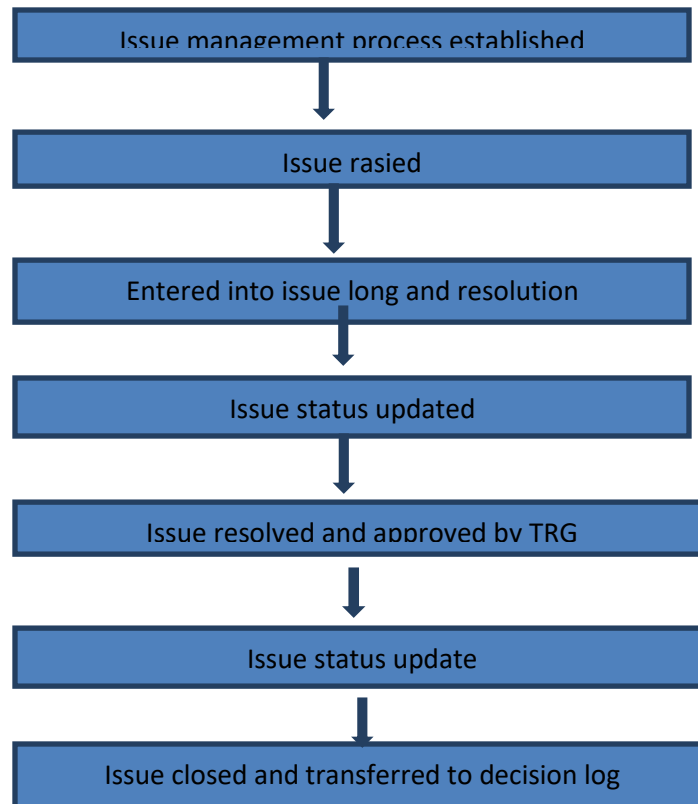 Issue management process established
Issue rasied
Entered into issue long and resolution
Issue status updated
Issue resolved and approved by TRG
Issue status update
Issue closed and transferred to decision log